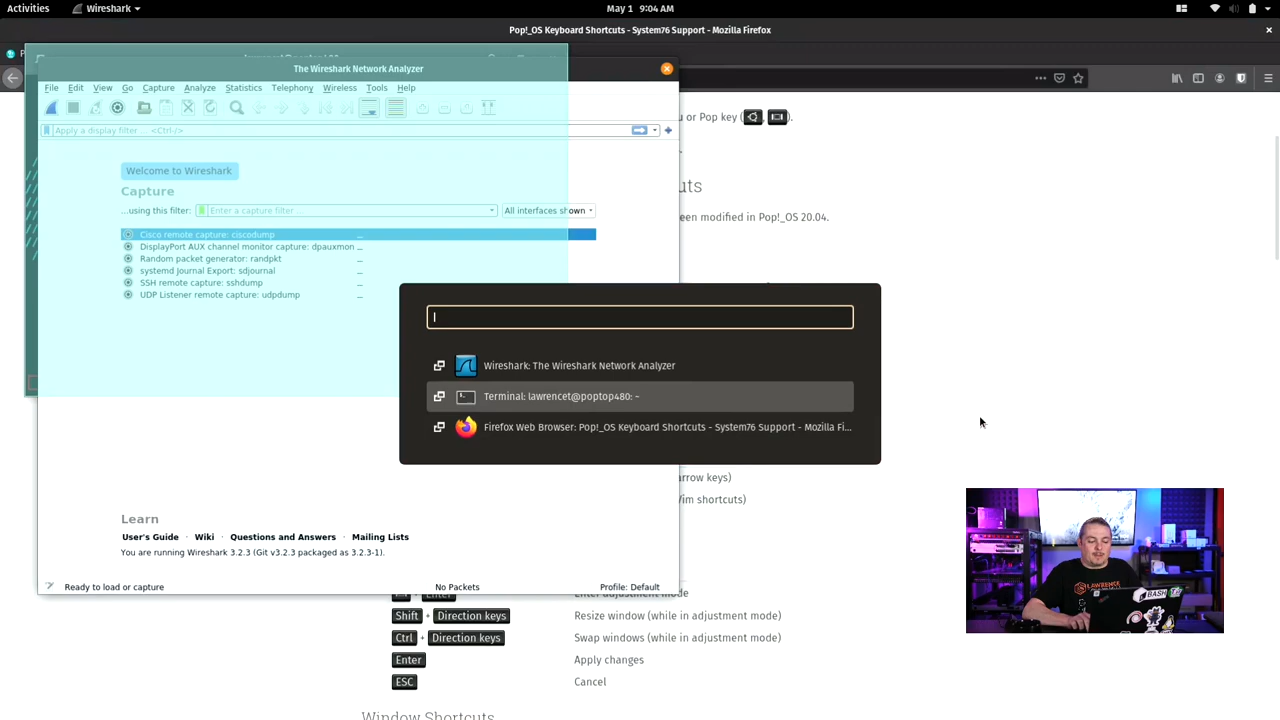 Activities
Wireshark
May 1 9:04 AM
Pop!_OS Keyboard Shortcuts - System76 Support - Mozilla Firefox
The Wireshark Network Analyzer
File Edit View Go Capture Analyze Statistics Telephony Wireless Tools Help
Apply a display filter ... <Ctrl-/>
u or Pop key (
).
Welcome to Wireshark
Capture
uts
...using this filter:
Enter a capture filter ...
All interfaces shown
een modified in Pop!_OS 20.04.
Cisco remote capture: ciscodump
DisplayPort AUX channel monitor capture: dpauxmon
Random packet generator: randpkt
systemd Journal Export: sdjournal
SSH remote capture: sshdump
UDP Listener remote capture: udpdump
Wireshark: The Wireshark Network Analyzer
Terminal: lawrencet@poptop480: ~
Firefox Web Browser: Pop!_OS Keyboard Shortcuts - System76 Support - Mozilla Fi...
arrow keys)
Vim shortcuts)
Learn
User's Guide · Wiki · Questions and Answers · Mailing Lists
You are running Wireshark 3.2.3 (Git v3.2.3 packaged as 3.2.3-1).
Ready to load or capture
No Packets
Profile: Default
Enter
Enter adjustment mode
Shift + Direction keys
Resize window (while in adjustment mode)
Ctrl + Direction keys
Swap windows (while in adjustment mode)
Enter
Apply changes
ESC
Cancel
Window Shortcuts
LAWRENCE
BASH